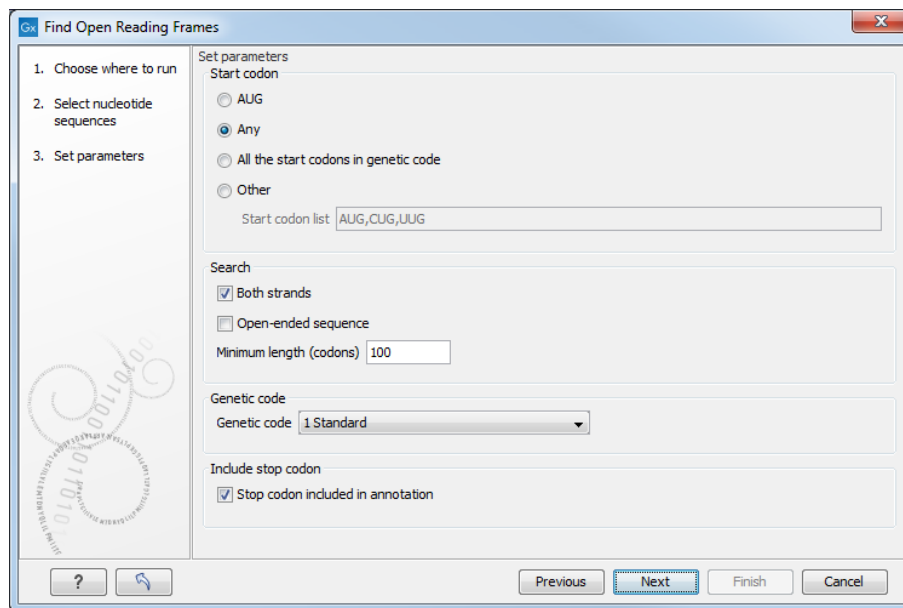 Gx Find Open Reading Frames
1. Choose where to run
2. Select nucleotide
sequences
3. Set parameters
Set parameters
Start codon
AUG
Any
All the start codons in genetic code
Other
Start codon list AUG,CUG,UUG
Search
Both strands
Open-ended sequence
Minimum length (codons) 100
Genetic code
Genetic code 1 Standard
Include stop codon
Stop codon included in annotation
? Previous Next Finish Cancel